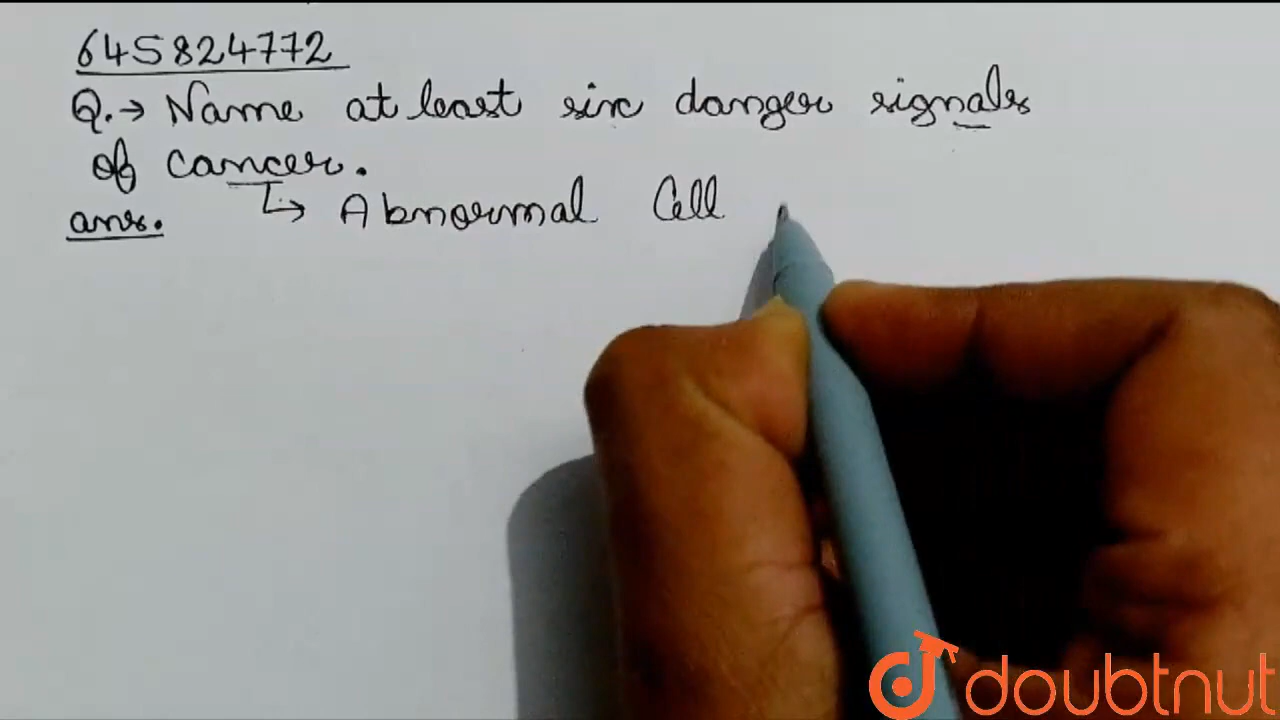 645824772
Q.→ Name at least six danger signals
of cancer.
ans. ↳ Abnormal Cell
doubtnut